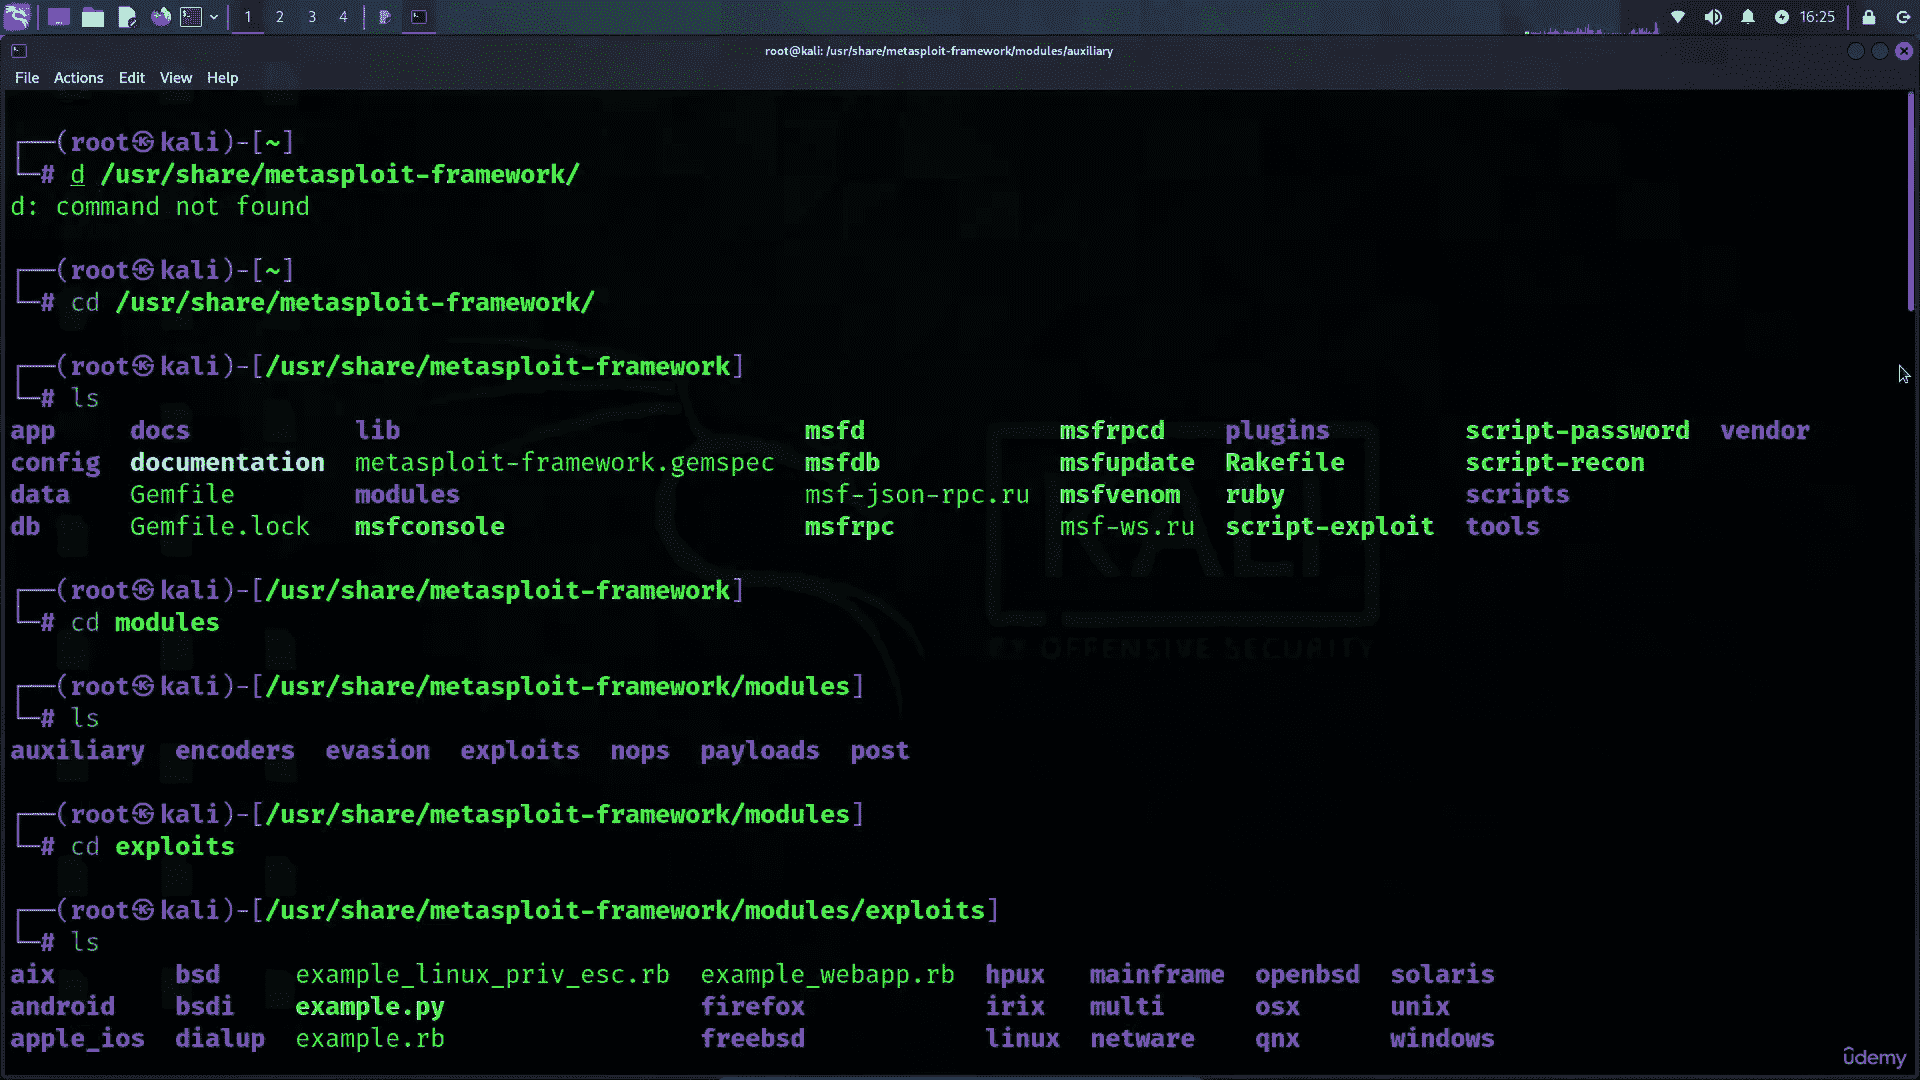 1 2 3 4 16:25
root@kali: /usr/share/metasploit-framework/modules/auxiliary
File Actions Edit View Help
(root㉿kali)-[~]
# d /usr/share/metasploit-framework/
d: command not found
(root㉿kali)-[~]
# cd /usr/share/metasploit-framework/
(root㉿kali)-[/usr/share/metasploit-framework]
# ls
app docs lib msfd msfrpcd plugins script-password vendor
config documentation metasploit-framework.gemspec msfdb msfupdate Rakefile script-recon
data Gemfile modules msf-json-rpc.ru msfvenom ruby scripts
db Gemfile.lock msfconsole msfrpc msf-ws.ru script-exploit tools
(root㉿kali)-[/usr/share/metasploit-framework]
# cd modules
(root㉿kali)-[/usr/share/metasploit-framework/modules]
# ls
auxiliary encoders evasion exploits nops payloads post
(root㉿kali)-[/usr/share/metasploit-framework/modules]
# cd exploits
(root㉿kali)-[/usr/share/metasploit-framework/modules/exploits]
# ls
aix bsd example_linux_priv_esc.rb example_webapp.rb hpux mainframe openbsd solaris
android bsdi example.py firefox irix multi osx unix
apple_ios dialup example.rb freebsd linux netware qnx windows
KALI
OFFENSIVE SECURITY
ûdemy